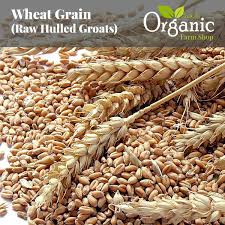 Wheat Grain
(Raw Hulled Groats)
Organic
Farm Shop